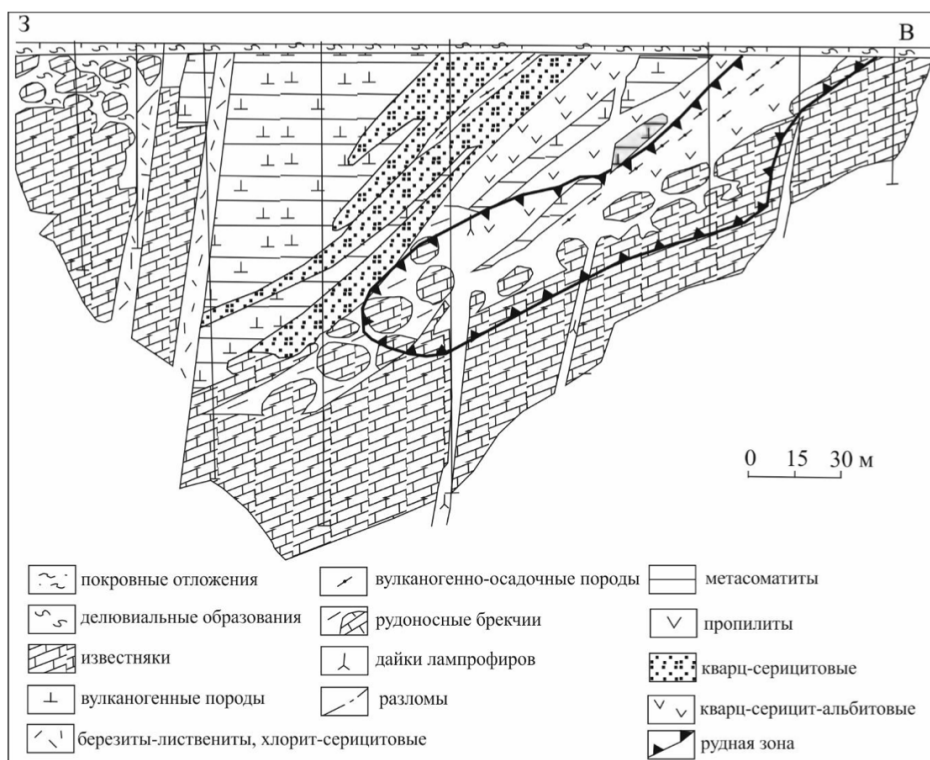 З
В
0 15 30 м
покровные отложения
делювиальные образования
известняки
вулканогенные породы
березиты-листвениты, хлорит-серицитовые
вулканогенно-осадочные породы
рудоносные брекчии
дайки лампрофиров
разломы
метасоматиты
пропилиты
кварц-серицитовые
кварц-серицит-альбитовые
рудная зона